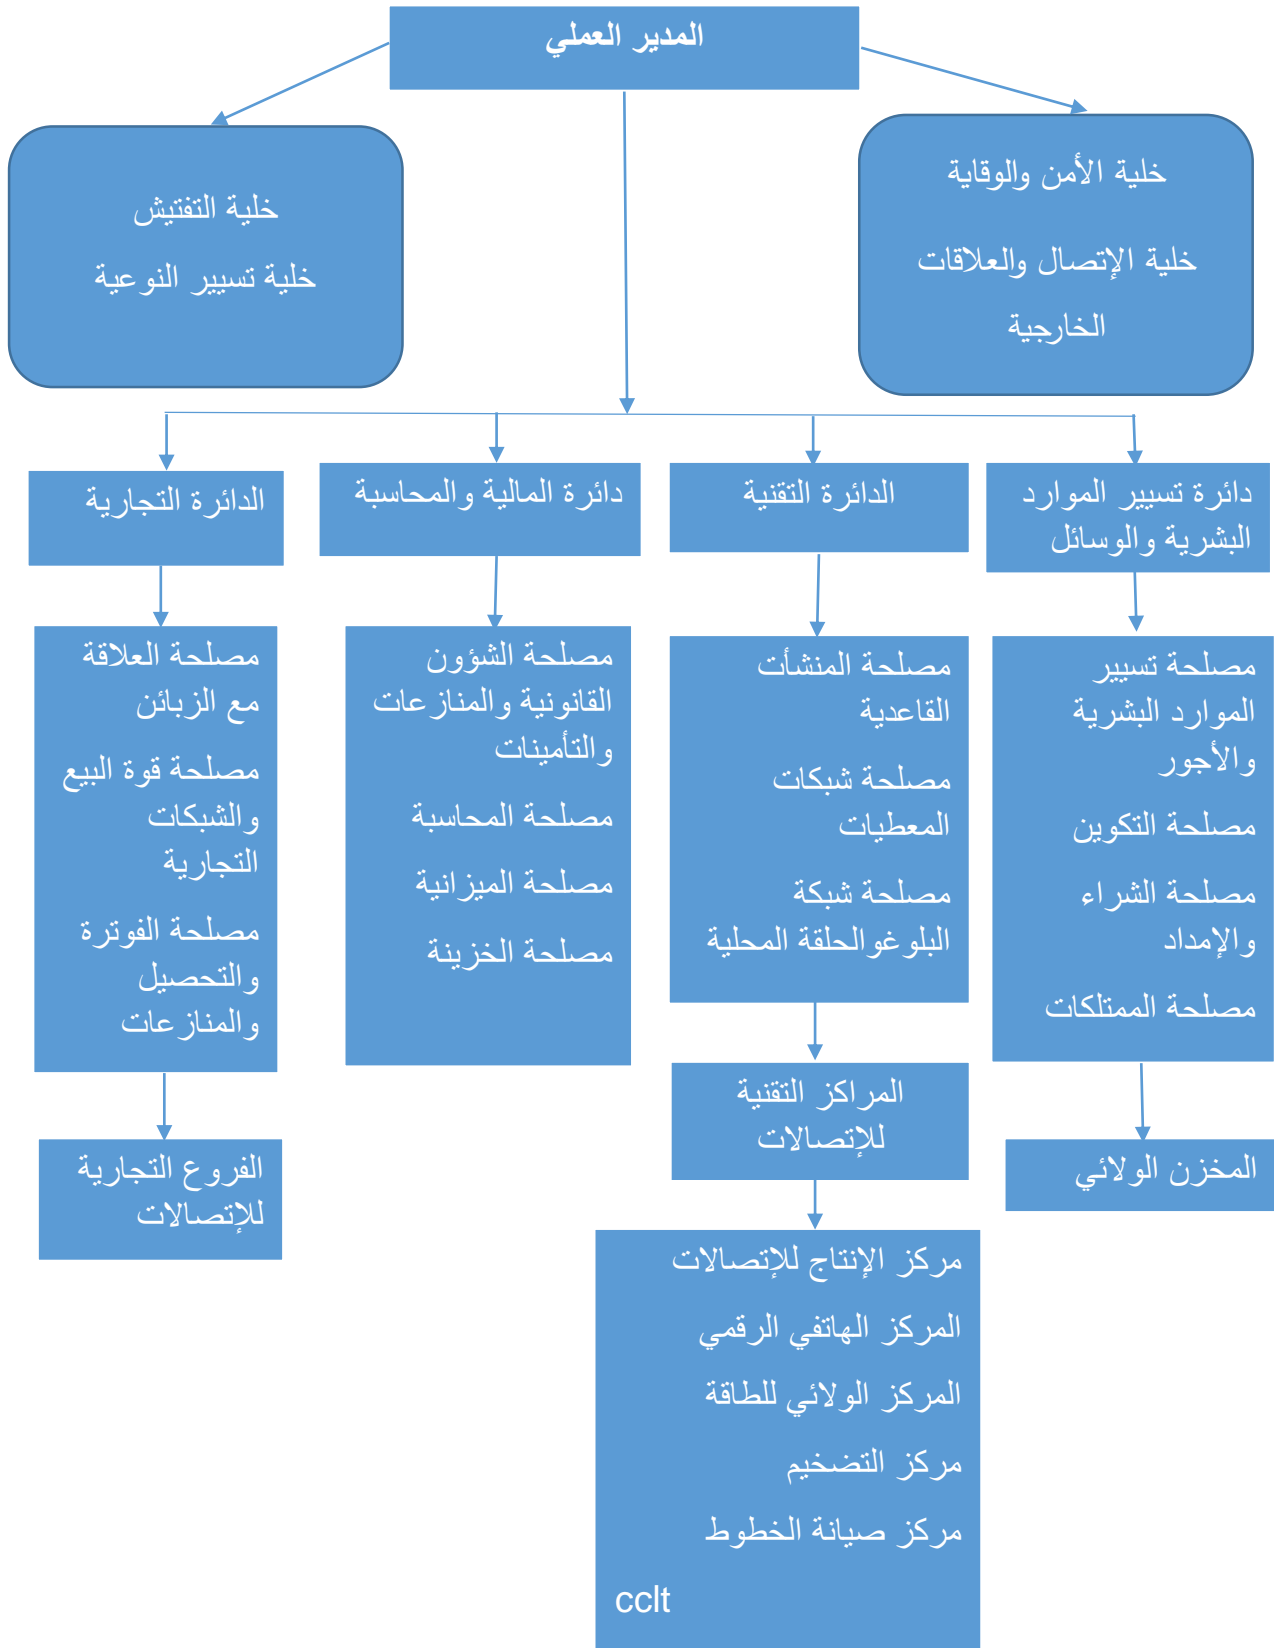 المدير العملي
خلية الأمن والوقاية
خلية الإتصال والعلاقات
الخارجية
خلية التفتيش
خلية تسيير النوعية
دائرة تسيير الموارد
البشرية والوسائل
الدائرة التقنية
دائرة المالية والمحاسبة
الدائرة التجارية
مصلحة تسيير
الموارد البشرية
والأجور
مصلحة التكوين
مصلحة الشراء
والإمداد
مصلحة الممتلكات
مصلحة المنشأت
القاعدية
مصلحة شبكات
المعطيات
مصلحة شبكة
البلوغوالحلقة المحلية
مصلحة الشؤون
القانونية والمنازعات
والتأمينات
مصلحة المحاسبة
مصلحة الميزانية
مصلحة الخزينة
مصلحة العلاقة
مع الزبائن
مصلحة قوة البيع
والشبكات
التجارية
مصلحة الفوترة
والتحصيل
والمنازعات
المخزن الولائي
المراكز التقنية
للإتصالات
الفروع التجارية
للإتصالات
مركز الإنتاج للإتصالات
المركز الهاتفي الرقمي
المركز الولائي للطاقة
مركز التضخيم
مركز صيانة الخطوط
cclt